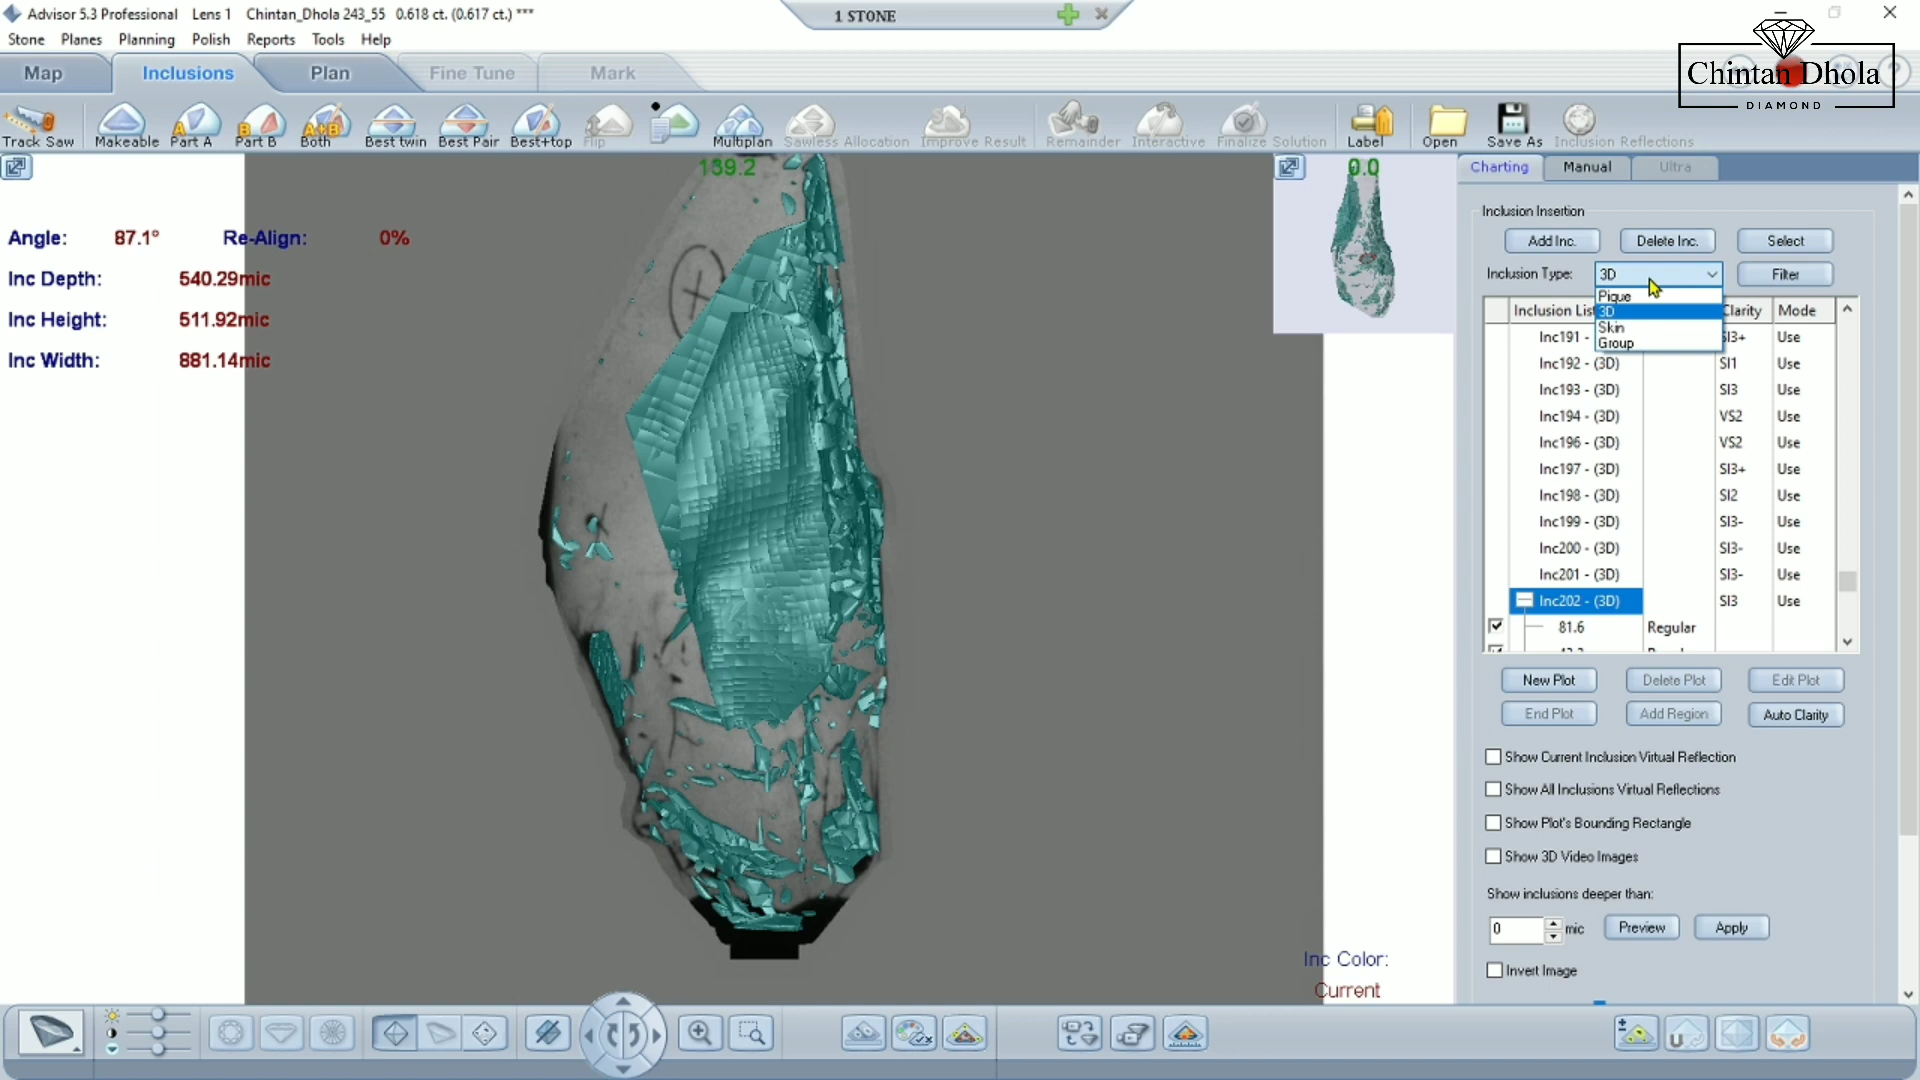 Advisor 5.3 Professional Lens 1 Chintan_Dhola 243_55 0.618 ct. (0.617 ct.) ***
1 STONE
Stone Planes Planning Polish Reports Tools Help
Map Inclusions Plan Fine Tune Mark
Chintan Dhola
DIAMOND
Track Saw Makeable Part A Part B Both Best twin Best Pair Best+top Flip Multiplan Sawless Allocation Improve Result Remainder Interactive Finalize Solution Label Open Save As Inclusion Reflections
139.2
0.0
Charting Manual Ultra
Angle: 87.1° Re-Align: 0%
Inc Depth: 540.29mic
Inc Height: 511.92mic
Inc Width: 881.14mic
Inclusion Insertion
Add Inc. Delete Inc. Select
Inclusion Type: 3D Filter
Pique
3D
Skin
Group
Inclusion Lis Clarity Mode
Inc191 - SI3+ Use
Inc192 - (3D) SI1 Use
Inc193 - (3D) SI3 Use
Inc194 - (3D) VS2 Use
Inc196 - (3D) VS2 Use
Inc197 - (3D) SI3+ Use
Inc198 - (3D) SI2 Use
Inc199 - (3D) SI3- Use
Inc200 - (3D) SI3- Use
Inc201 - (3D) SI3- Use
Inc202 - (3D) SI3 Use
81.6 Regular
New Plot Delete Plot Edit Plot
End Plot Add Region Auto Clarity
Show Current Inclusion Virtual Reflection
Show All Inclusions Virtual Reflections
Show Plot's Bounding Rectangle
Show 3D Video Images
Show inclusions deeper than:
0 mic Preview Apply
Invert Image
Inc Color:
Current